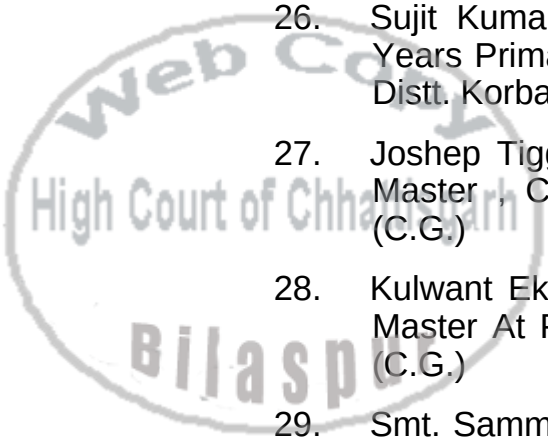 Web Copy
High Court of Chhattisgarh
Bilaspur
26. Sujit Kuma
Years Prima
Distt. Korba
27. Joshep Tigg
Master , C
(C.G.)
28. Kulwant Ek
Master At
(C.G.)
29. Smt. Samm